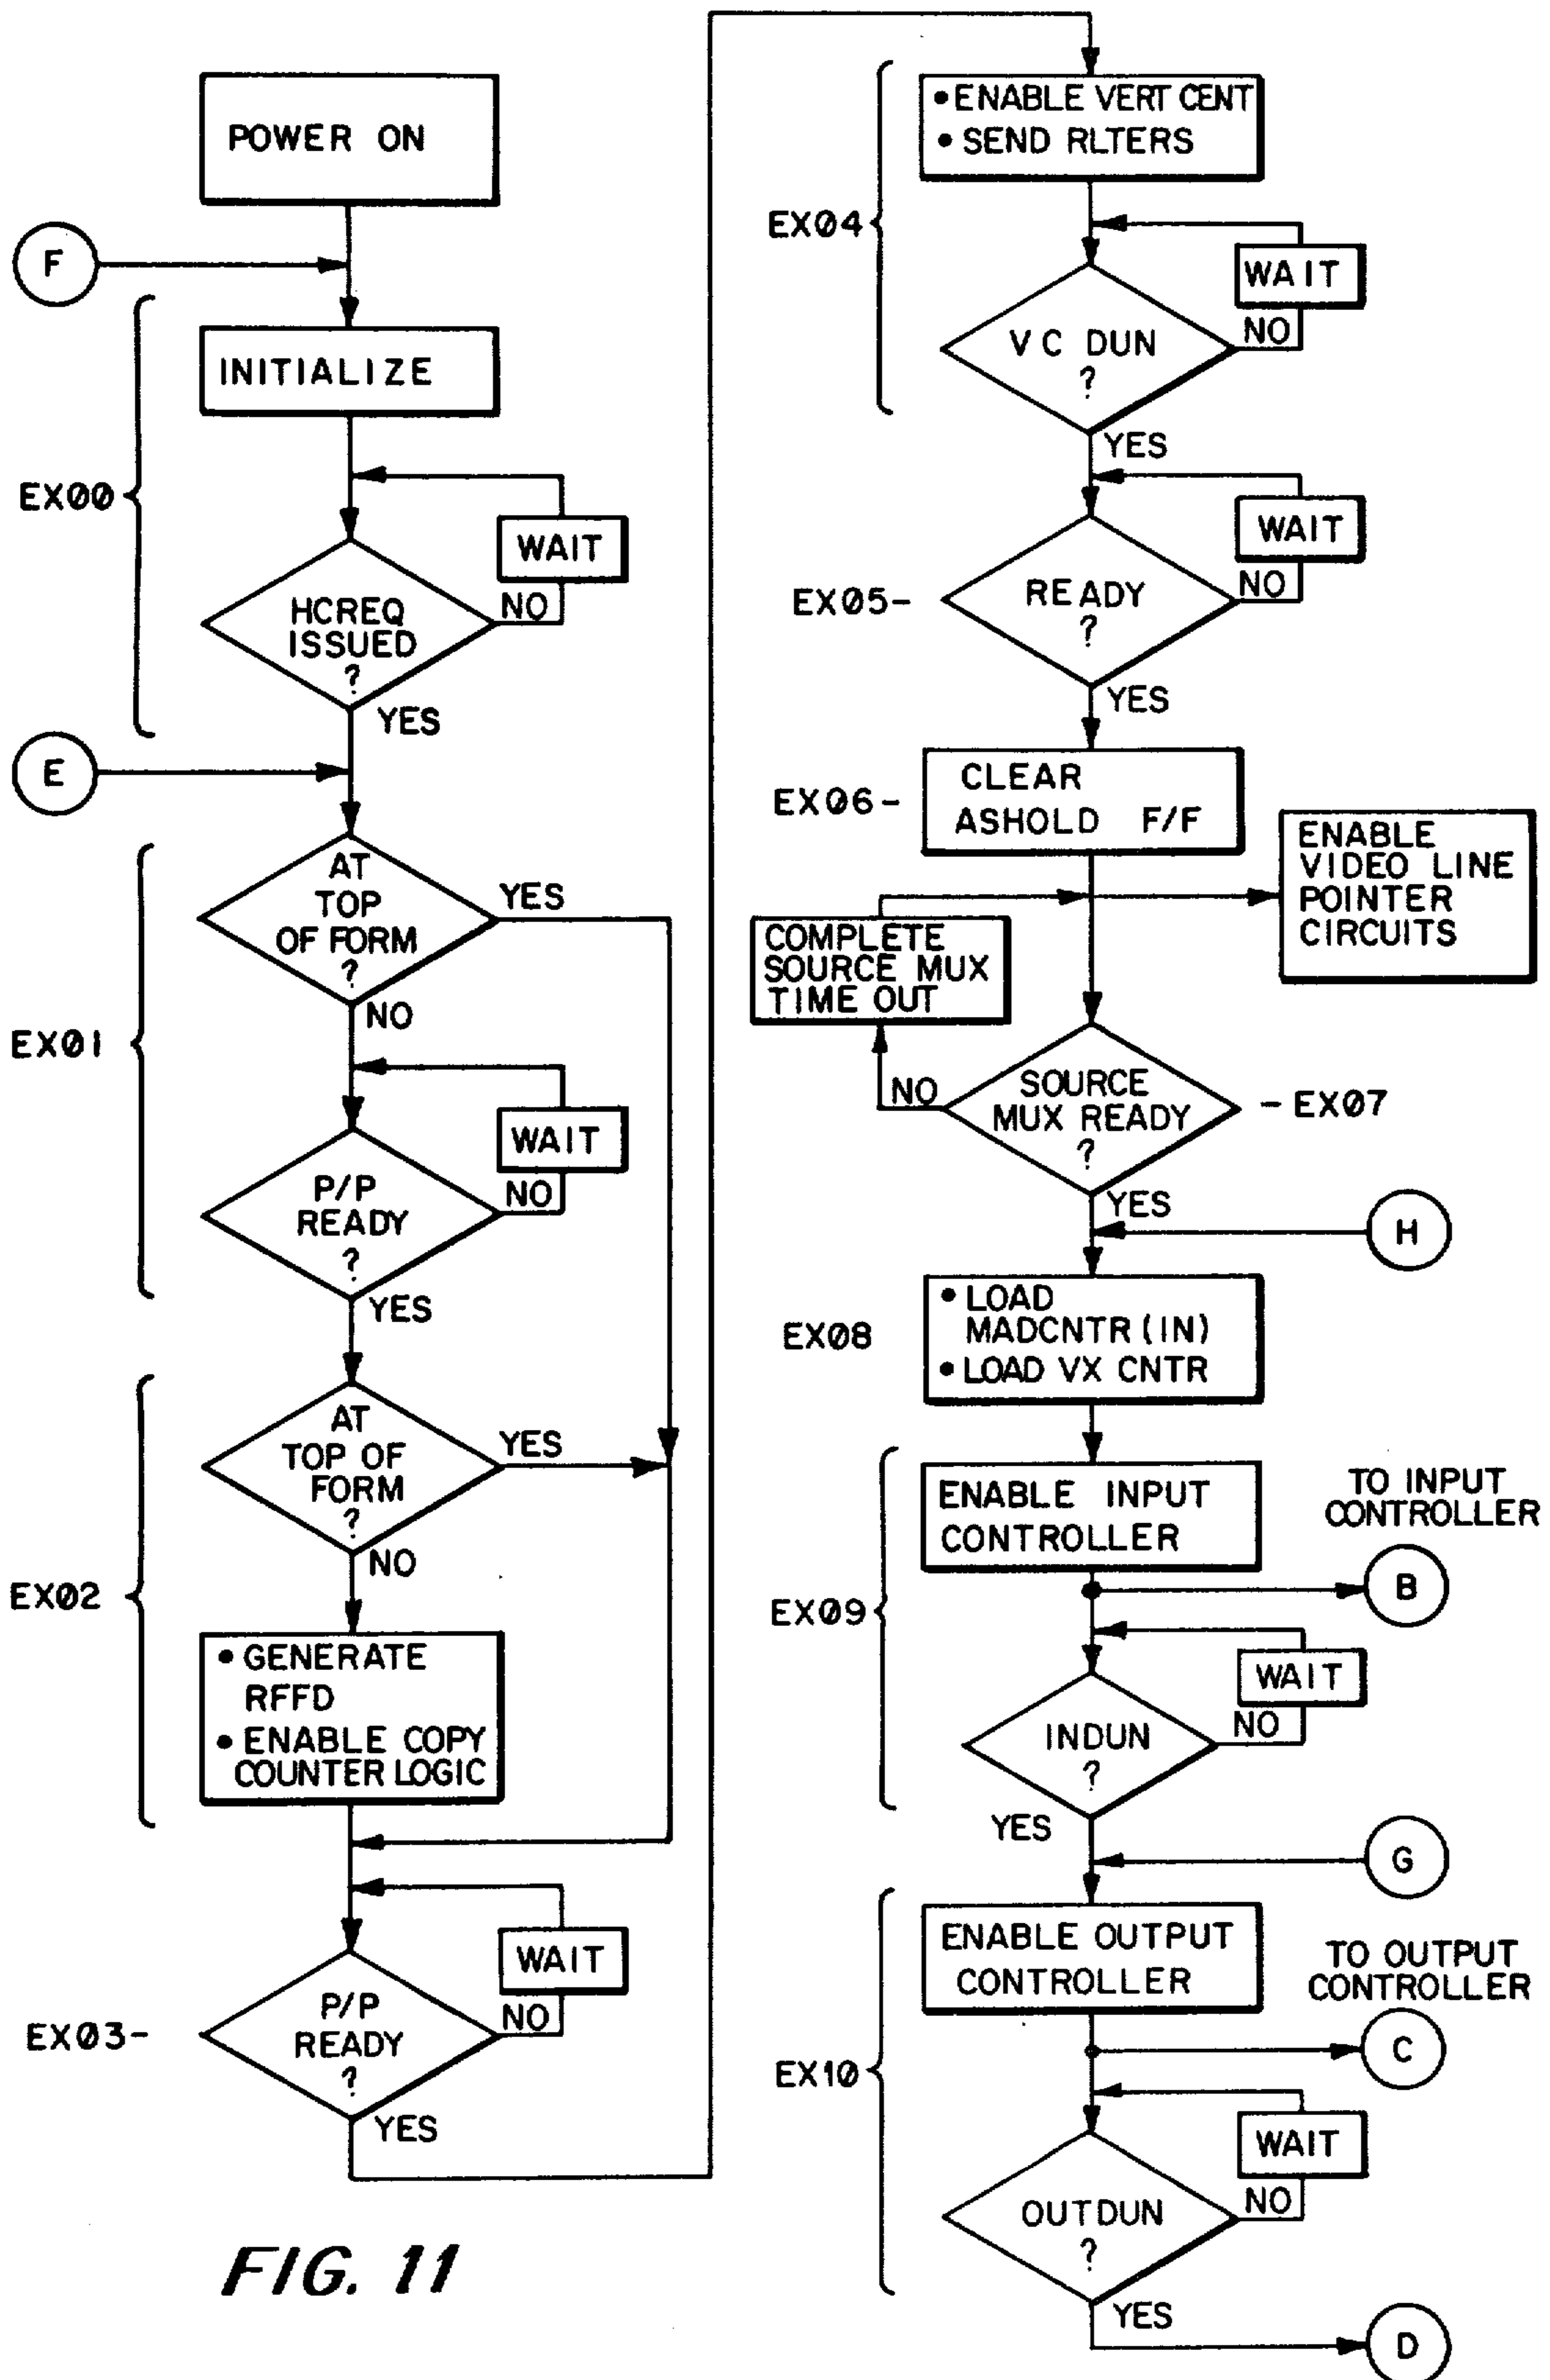 POWER ON
F
INITIALIZE
EX00
WAIT
HCREQ
ISSUED
?
NO
YES
E
AT
TOP
OF FORM
?
YES
NO
EX01
WAIT
P/P
READY
?
NO
YES
AT
TOP OF
FORM
?
YES
NO
EX02
• GENERATE
RFFD
• ENABLE COPY
COUNTER LOGIC
WAIT
P/P
READY
?
NO
EX03-
YES
FIG. 11
• ENABLE VERT CENT
• SEND RLTERS
EX04
WAIT
V C DUN
?
NO
YES
WAIT
READY
?
NO
EX05-
YES
CLEAR
ASHOLD F/F
EX06-
ENABLE
VIDEO LINE
POINTER
CIRCUITS
COMPLETE
SOURCE MUX
TIME OUT
NO
SOURCE
MUX READY
?
- EX07
YES
H
• LOAD
MADCNTR (IN)
• LOAD VX CNTR
EX08
ENABLE INPUT
CONTROLLER
TO INPUT
CONTROLLER
B
EX09
WAIT
INDUN
?
NO
YES
G
ENABLE OUTPUT
CONTROLLER
TO OUTPUT
CONTROLLER
C
EX10
WAIT
OUTDUN
?
NO
YES
D